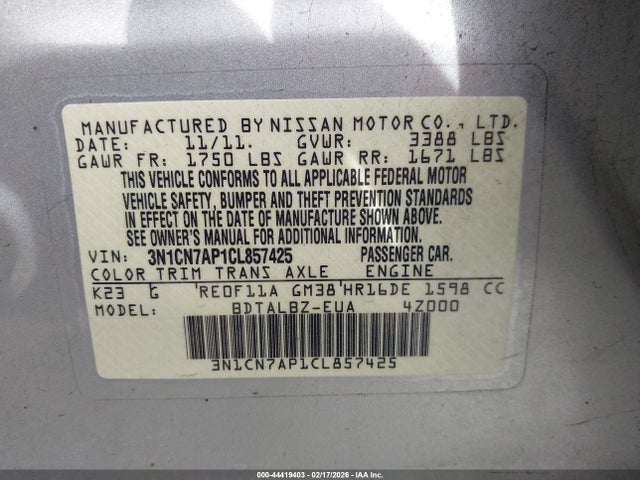 MANUFACTURED BY NISSAN MOTOR CO., LTD.
DATE: 11/11. GVWR: 3388 LBS
GAWR FR: 1750 LBS GAWR RR: 1671 LBS
THIS VEHICLE CONFORMS TO ALL APPLICABLE FEDERAL MOTOR
VEHICLE SAFETY, BUMPER AND THEFT PREVENTION STANDARDS
IN EFFECT ON THE DATE OF MANUFACTURE SHOWN ABOVE.
SEE OWNER'S MANUAL FOR ADDITIONAL INFORMATION.
VIN: 3N1CN7AP1CL857425 PASSENGER CAR.
COLOR TRIM TRANS AXLE ENGINE
K23 G 'RE0F11A GM38'HR16DE 1598 CC
MODEL: BDTALBZ-EUA 4Z000
3N1CN7AP1CL857425
000-44419403 - 02/17/2026 - IAA Inc.